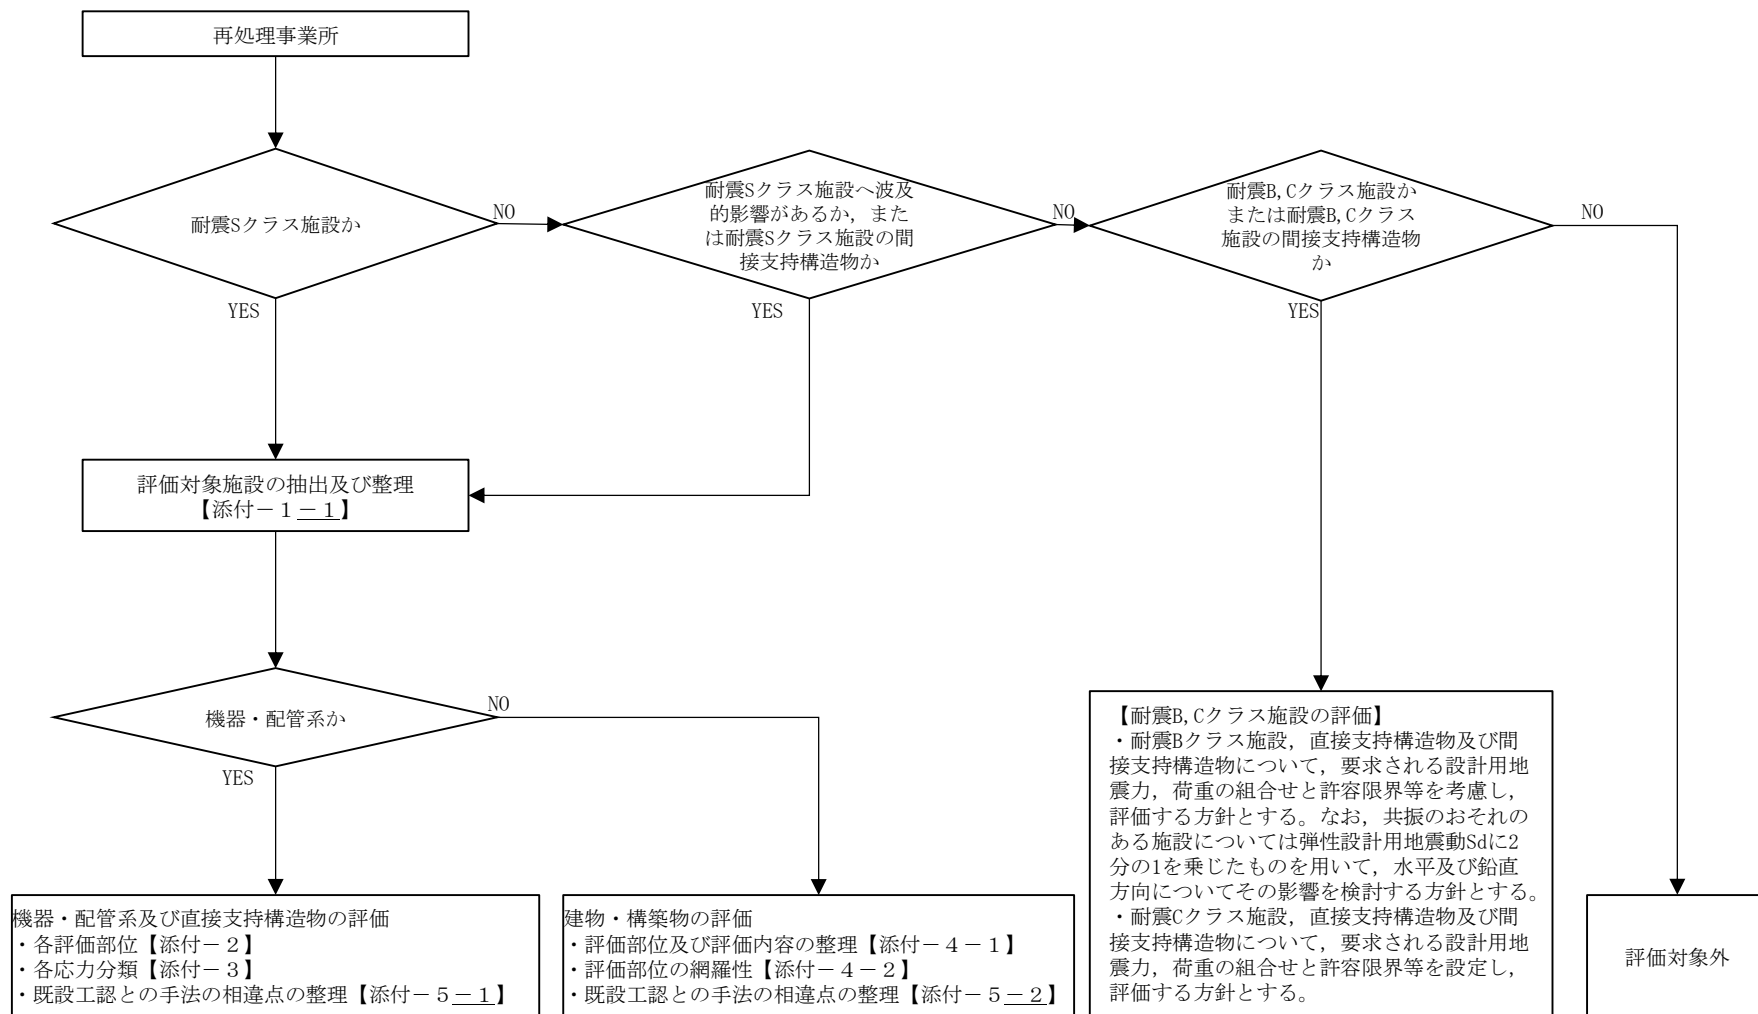 再処理事業所
耐震Sクラス施設か
NO
YES
耐震Sクラス施設へ波及
的影響があるか，また
は耐震Sクラス施設の間
接支持構造物か
NO
YES
耐震B,Cクラス施設か
または耐震B,Cクラス
施設の間接支持構造物
か
NO
YES
評価対象施設の抽出及び整理
【添付－１－１】
機器・配管系か
NO
YES
機器・配管系及び直接支持構造物の評価
・各評価部位【添付－２】
・各応力分類【添付－３】
・既設工認との手法の相違点の整理【添付－５－１】
建物・構築物の評価
・評価部位及び評価内容の整理【添付－４－１】
・評価部位の網羅性【添付－４－２】
・既設工認との手法の相違点の整理【添付－５－２】
【耐震B,Cクラス施設の評価】
・耐震Bクラス施設，直接支持構造物及び間
接支持構造物について，要求される設計用地
震力，荷重の組合せと許容限界等を考慮し，
評価する方針とする。なお，共振のおそれの
ある施設については弾性設計用地震動Sdに2
分の1を乗じたものを用いて，水平及び鉛直
方向についてその影響を検討する方針とする。
・耐震Cクラス施設，直接支持構造物及び間
接支持構造物について，要求される設計用地
震力，荷重の組合せと許容限界等を設定し，
評価する方針とする。
評価対象外